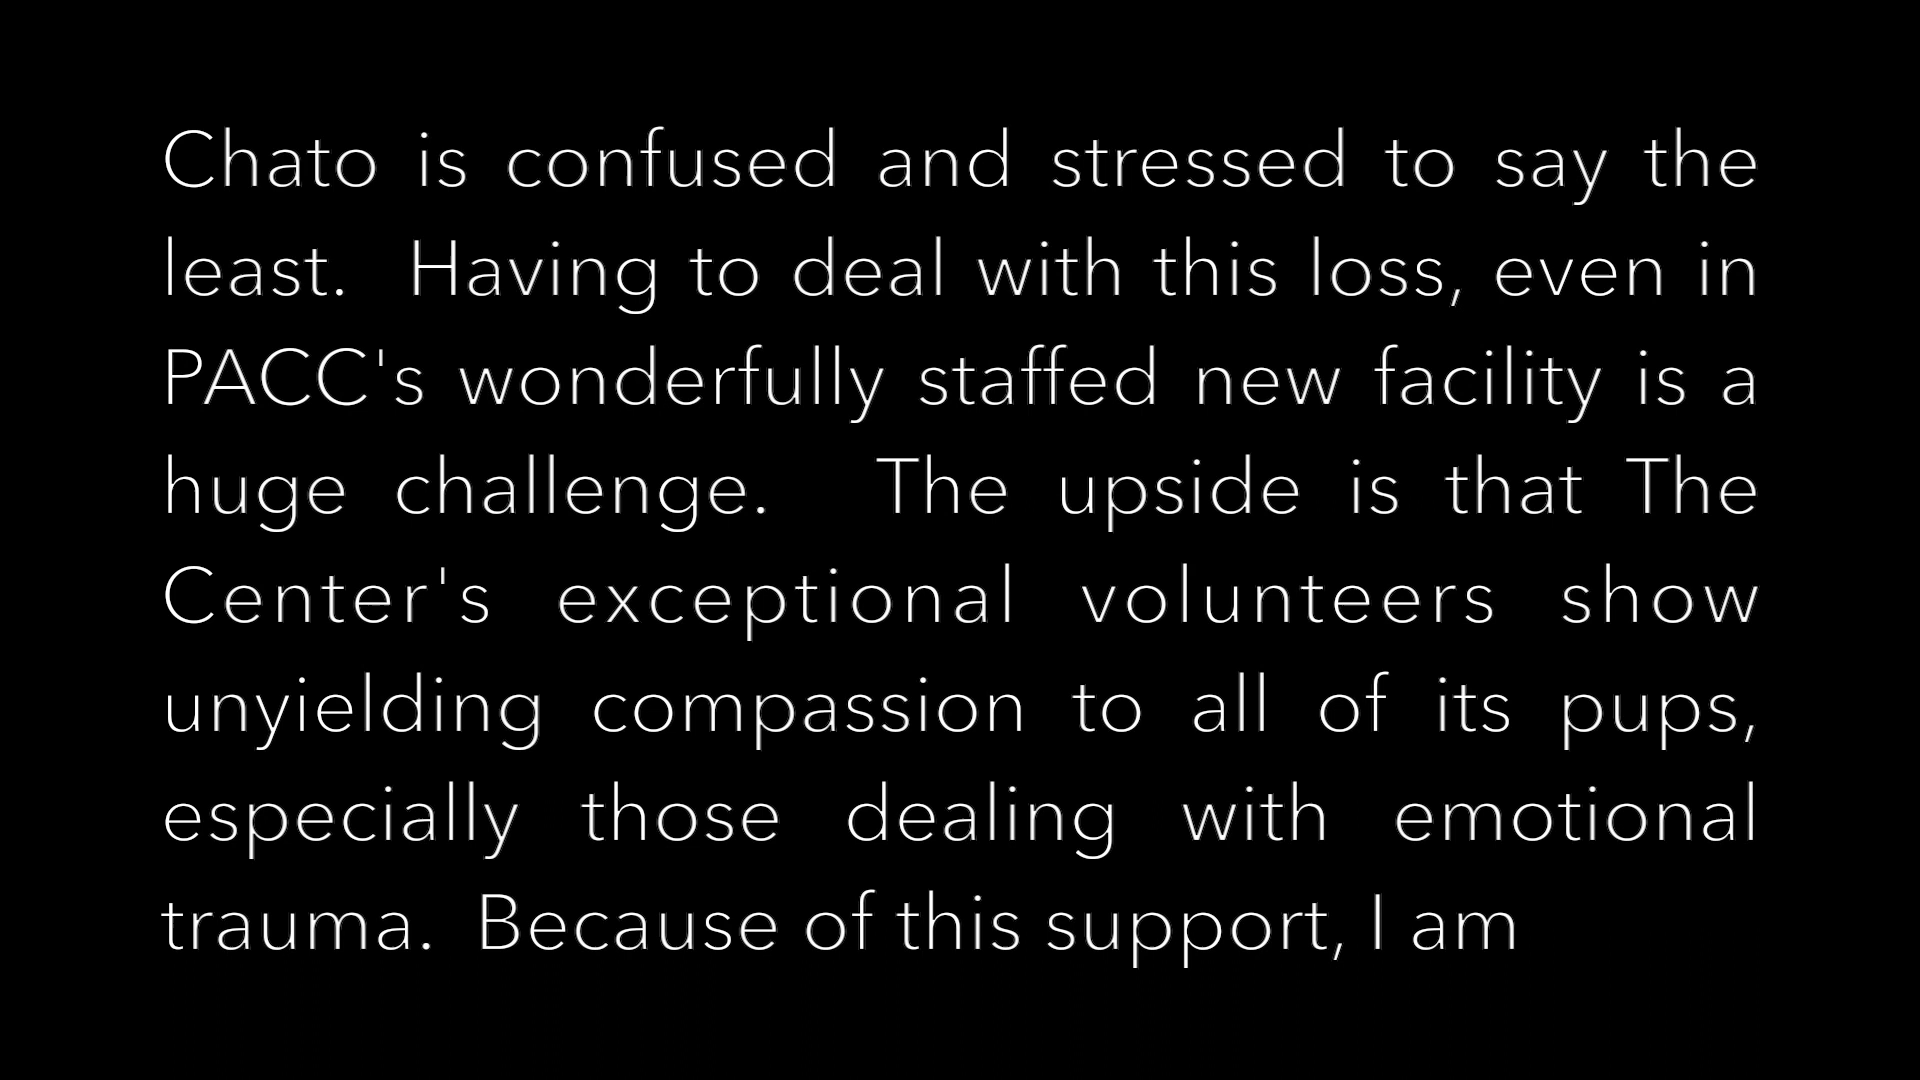 Chato is confused and stressed to say the
least.  Having to deal with this loss, even in
PACC's wonderfully staffed new facility is a
huge challenge.  The upside is that The
Center's exceptional volunteers show
unyielding compassion to all of its pups,
especially those dealing with emotional
trauma.  Because of this support, I am